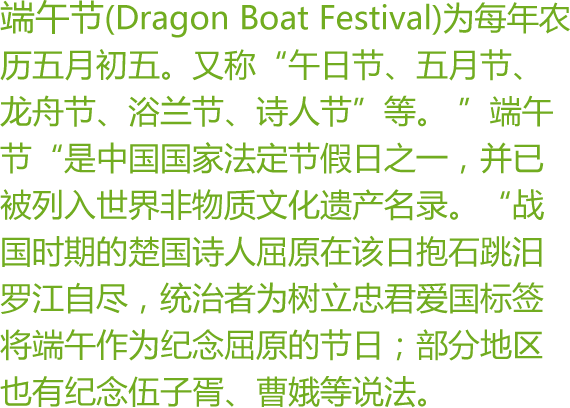 端午节(Dragon Boat Festival)为每年农
历五月初五。又称“午日节、五月节、
龙舟节、浴兰节、诗人节”等。 ”端午
节“是中国国家法定节假日之一，并已
被列入世界非物质文化遗产名录。“战
国时期的楚国诗人屈原在该日抱石跳汨
罗江自尽，统治者为树立忠君爱国标签
将端午作为纪念屈原的节日；部分地区
也有纪念伍子胥、曹娥等说法。